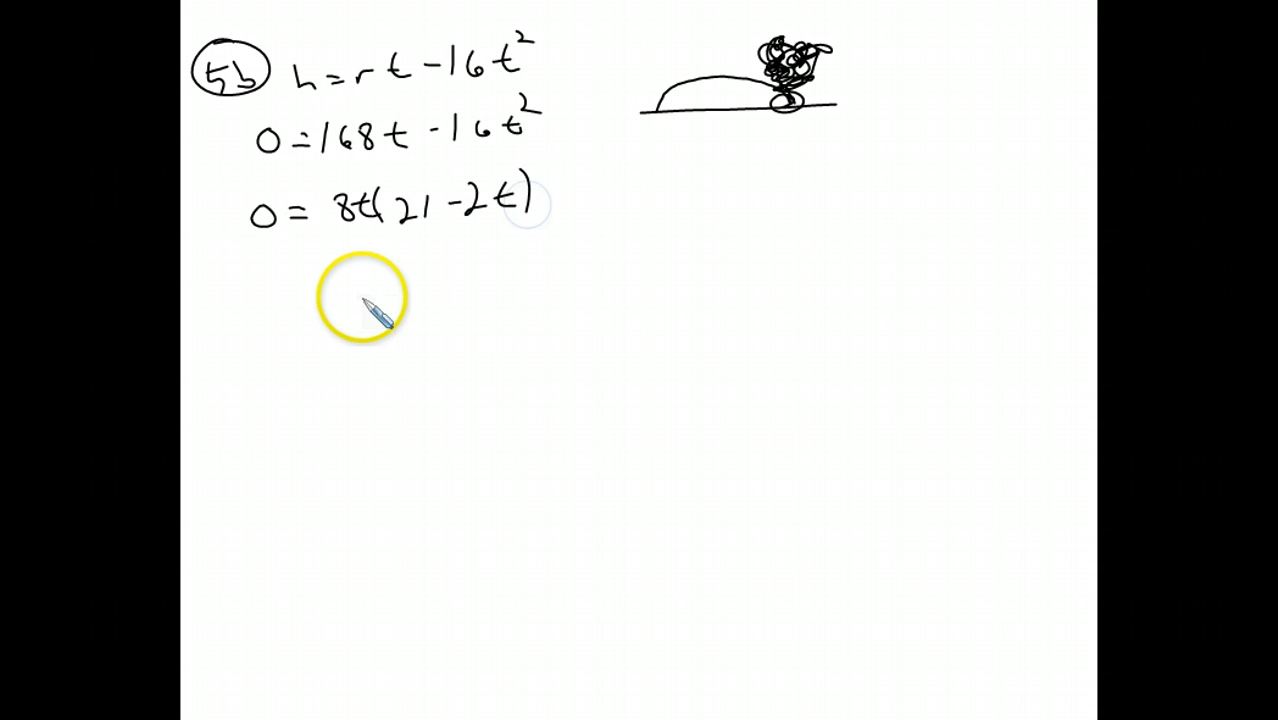 5b h = rt - 16t²
0 = 168t - 16t²
0 = 8t(21 - 2t)